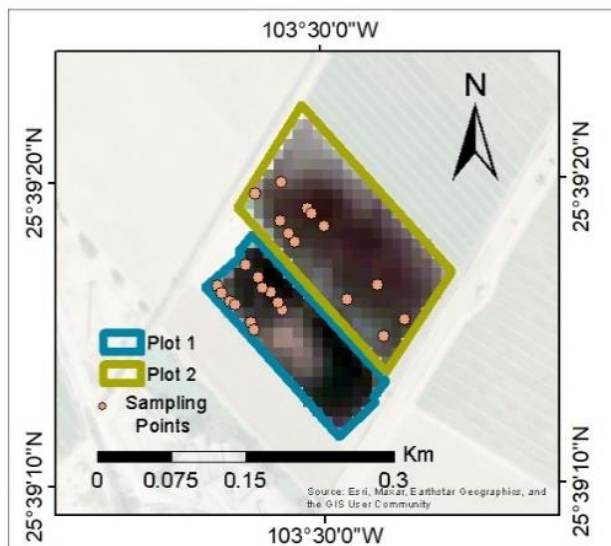 103°30'0"W
N
25°39'20"N
25°39'20"N
Plot 1
Plot 2
Sampling
Points
Km
0 0.075 0.15 0.3
Source: Esri, Maxar, Earthstar Geographics, and
the GIS User Community
25°39'10"N
25°39'10"N
103°30'0"W